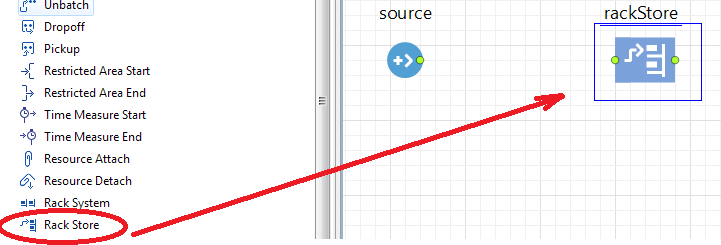 Unbatch
Dropoff
Pickup
Restricted Area Start
Restricted Area End
Time Measure Start
Time Measure End
Resource Attach
Resource Detach
Rack System
Rack Store
source
rackStore